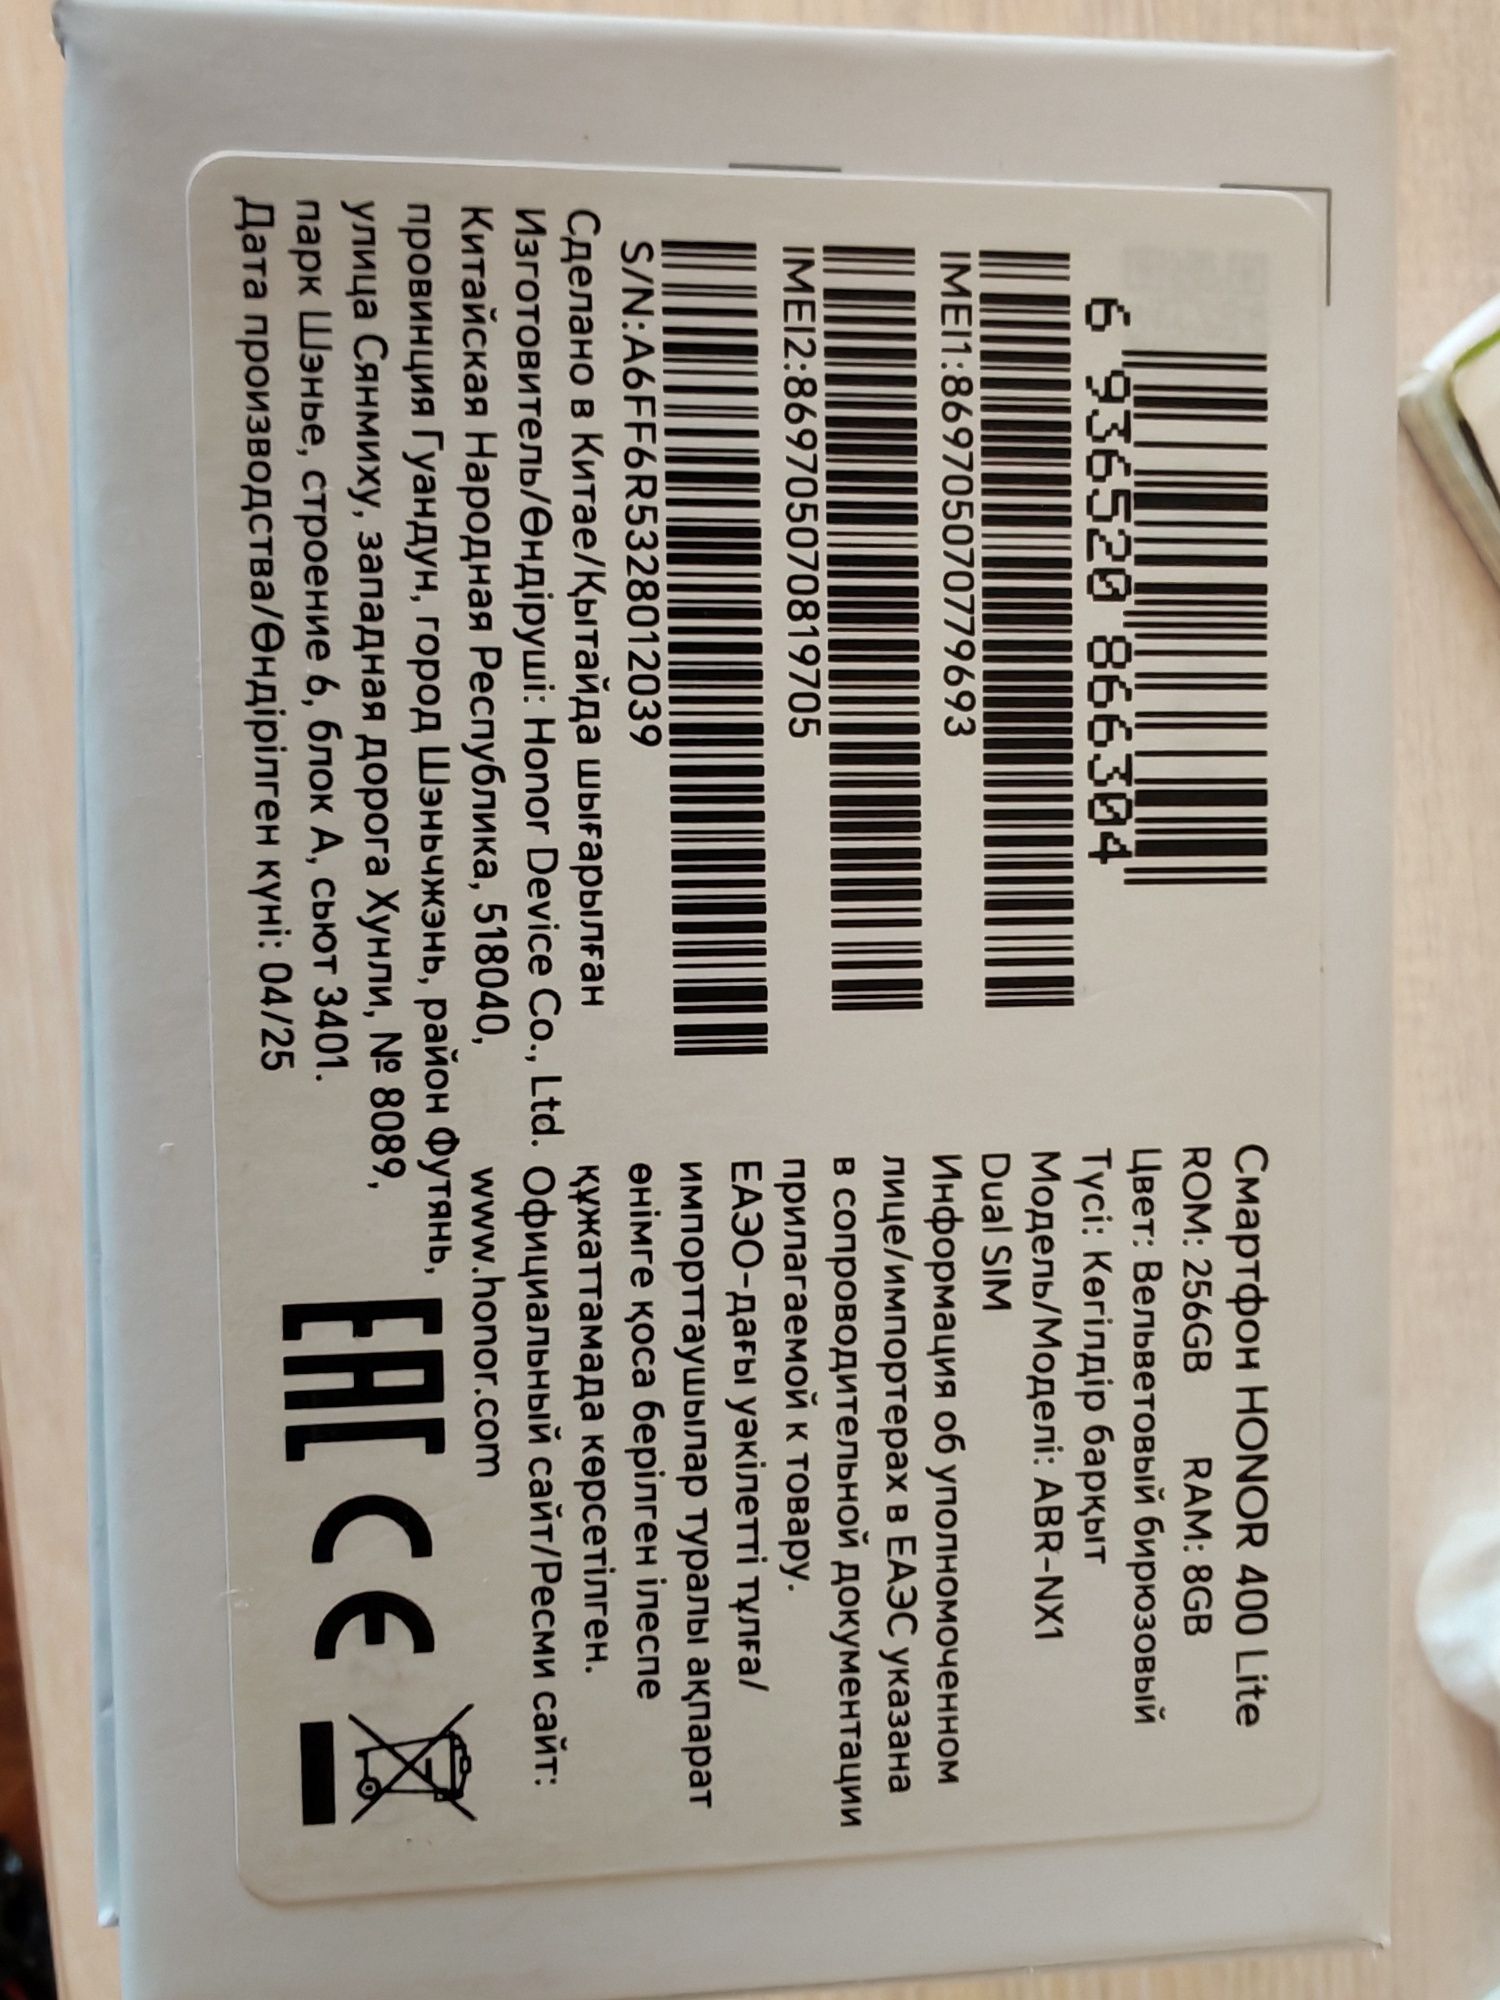 6 936520 866304
IMEI1:869705070779693
IMEI2:869705070819705
S/N:A6FF6R5328012039
Сделано в Китае/Қытайда шығарылған
Изготовитель/Өндіруші: Honor Device Co., Ltd.
Китайская Народная Республика, 518040,
провинция Гуандун, город Шэньчжэнь, район Футянь,
улица Сянмиху, западная дорога Хунли, № 8089,
парк Шэнье, строение 6, блок А, сьют 3401.
Дата производства/Өндірілген күні: 04/25
Смартфон HONOR 400 Lite
ROM: 256GB RAM: 8GB
Цвет: Вельветовый бирюзовый
Түсі: Көгілдір барқыт
Модель/Моделі: ABR-NX1
Dual SIM
Информация об уполномоченном
лице/импортерах в ЕАЭС указана
в сопроводительной документации
прилагаемой к товару.
ЕАЭО-дағы уәкілетті тұлға/
импорттаушылар туралы ақпарат
өнімге қоса берілген ілеспе
құжаттамада көрсетілген.
Официальный сайт/Ресми сайт:
www.honor.com
EAC CE